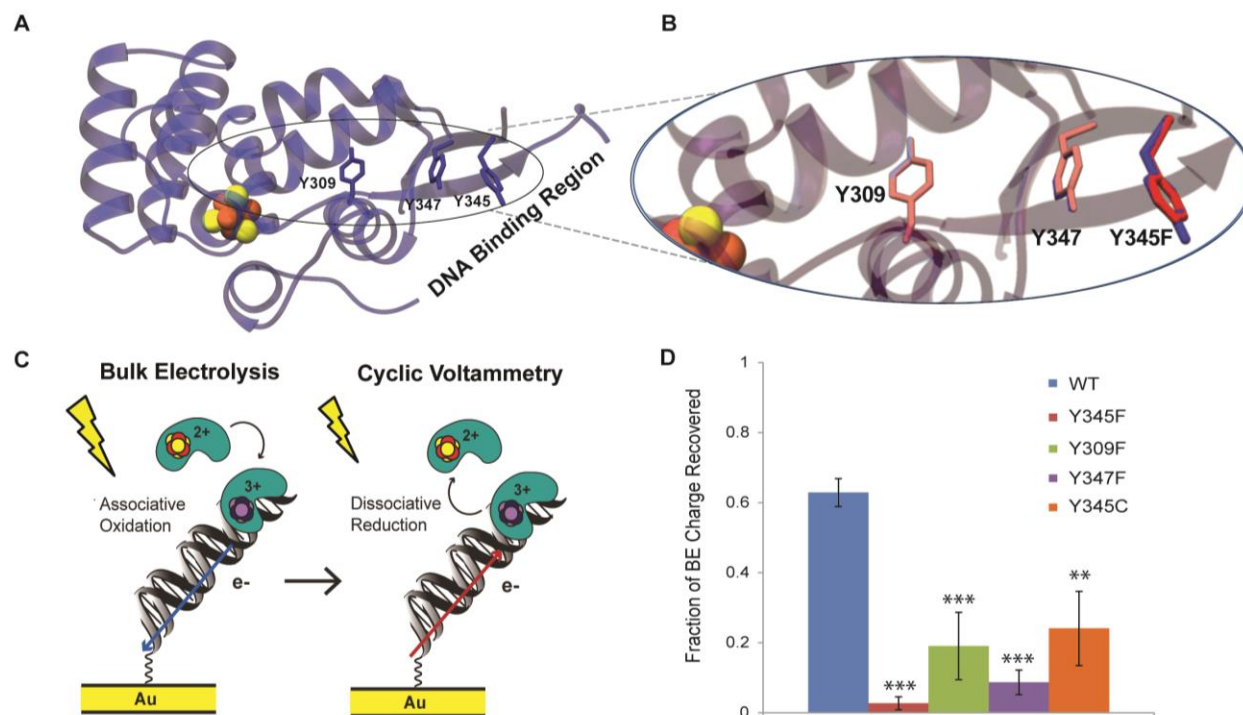 A
Y309
Y347
Y345
DNA Binding Region
B
Y309
Y347
Y345F
C
Bulk Electrolysis
2+
3+
Associative
Oxidation
e-
Au
Cyclic Voltammetry
2+
3+
Dissociative
Reduction
e-
Au
D
Fraction of BE Charge Recovered
1
0.8
0.6
0.4
0.2
0
WT
Y345F
Y309F
Y347F
Y345C
***
***
***
**